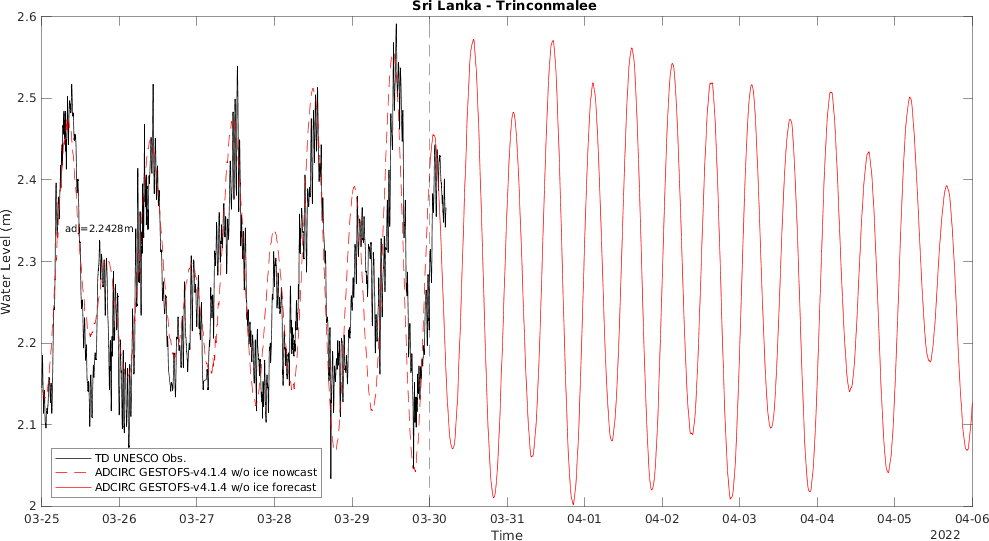 Sri Lanka - Trinconmalee
2.6
2.5
2.4
2.3
2.2
2.1
2
Water Level (m)
adj=2.2428m
TD UNESCO Obs.
ADCIRC GESTOFS-v4.1.4 w/o ice nowcast
ADCIRC GESTOFS-v4.1.4 w/o ice forecast
03-25 03-26 03-27 03-28 03-29 03-30 03-31 04-01 04-02 04-03 04-04 04-05 04-06
Time
2022